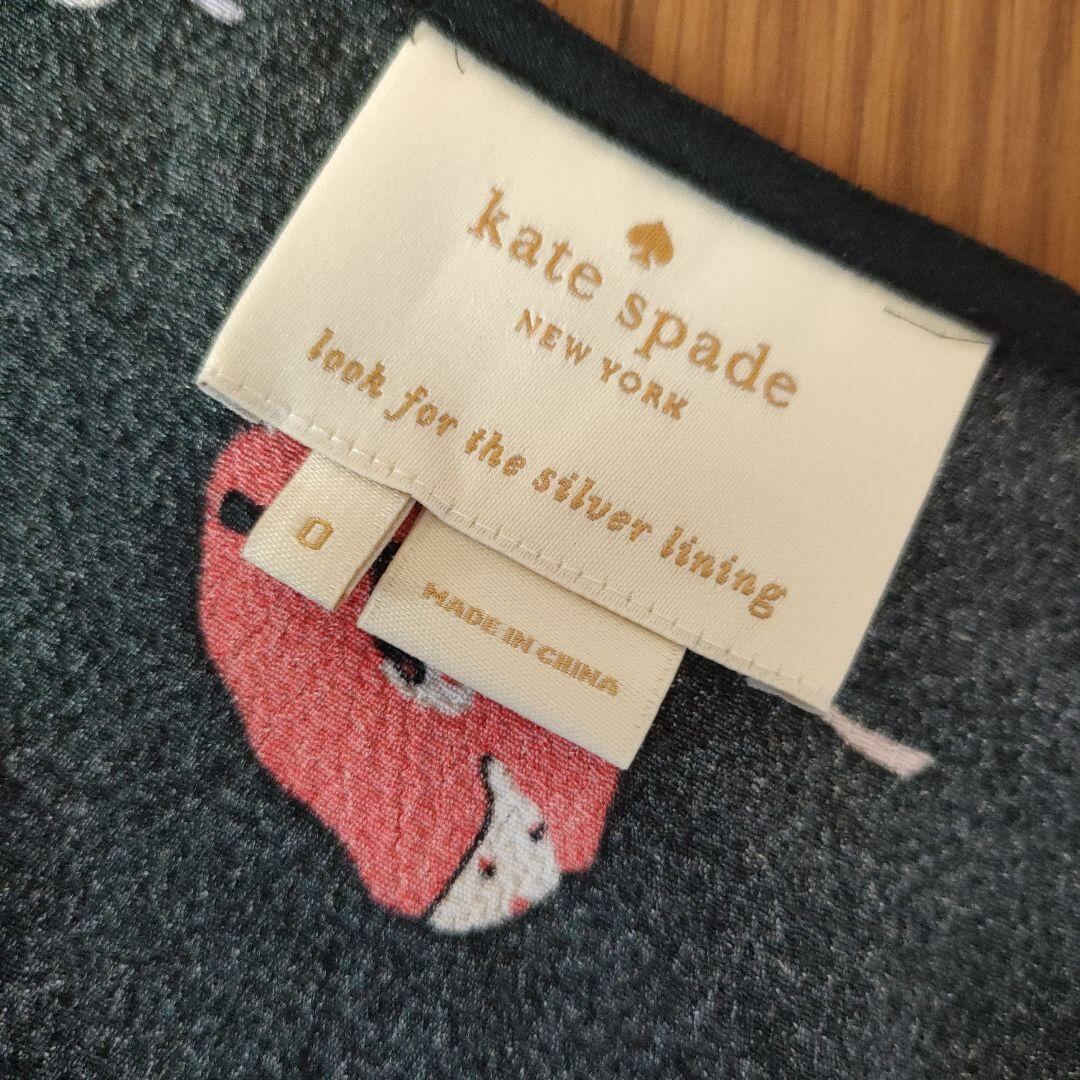 kate spade
NEW YORK
look for the silver lining
0
MADE IN CHINA